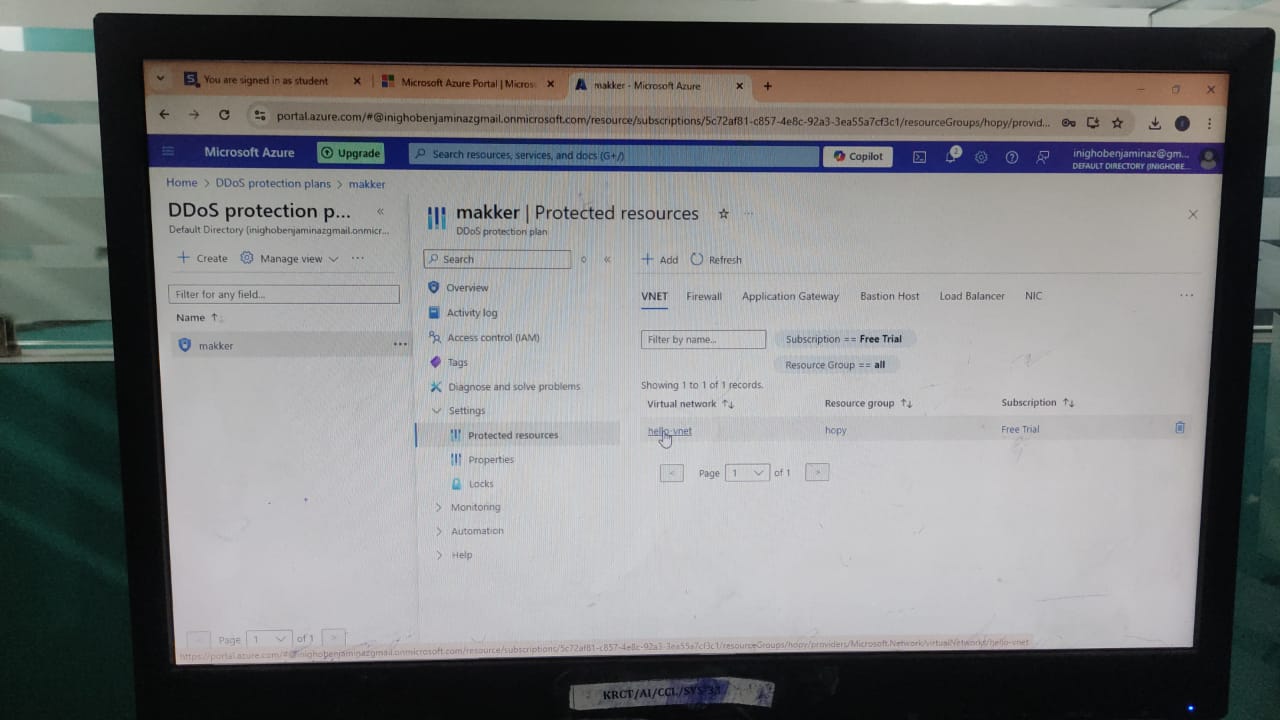 You are signed in as student
Microsoft Azure Portal | Micros
makker - Microsoft Azure
portal.azure.com/#@inighobenjaminazgmail.onmicrosoft.com/resource/subscriptions/5c72af81-c857-4e8c-92a3-3ea55a7cf3c1/resourceGroups/hopy/provid...
Microsoft Azure
Upgrade
Search resources, services, and docs (G+/)
Copilot
2
inighobenjaminaz@gm...
DEFAULT DIRECTORY (INIGHOBE...
Home > DDoS protection plans > makker
DDoS protection p...
Default Directory (inighobenjaminazgmail.onmicr...
+ Create
Manage view
Filter for any field...
Name ↑
makker
Page 1 of 1
makker | Protected resources
DDoS protection plan
Search
Overview
Activity log
Access control (IAM)
Tags
Diagnose and solve problems
Settings
Protected resources
Properties
Locks
Monitoring
Automation
Help
+ Add
Refresh
VNET Firewall Application Gateway Bastion Host Load Balancer NIC
Filter by name...
Subscription == Free Trial
Resource Group == all
Showing 1 to 1 of 1 records.
Virtual network ↑↓ Resource group ↑↓ Subscription ↑↓
hello-vnet hopy Free Trial
< Page 1 of 1 >
https://portal.azure.com/#@inighobenjaminazgmail.onmicrosoft.com/resource/subscriptions/5c72af81-c857-4e8c-92a3-3ea55a7cf3c1/resourceGroups/hopy/providers/Microsoft.Network/virtualNetworks/hello-vnet
KRCT/AI/CCL/SYS-33